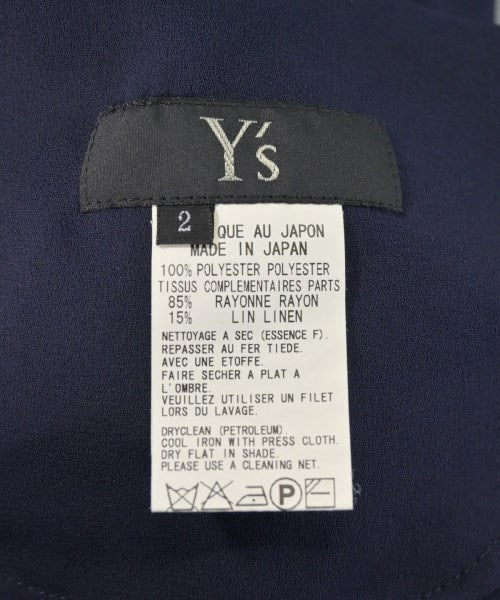 Y's
2
QUE AU JAPON
MADE IN JAPAN
100% POLYESTER POLYESTER
TISSUS COMPLEMENTAIRES PARTS
85% RAYONNE RAYON
15% LIN LINEN
NETTOYAGE A SEC (ESSENCE F).
REPASSER AU FER TIEDE.
AVEC UNE ETOFFE.
FAIRE SECHER A PLAT A
L'OMBRE.
VEUILLEZ UTILISER UN FILET
LORS DU LAVAGE.
DRYCLEAN (PETROLEUM).
COOL IRON WITH PRESS CLOTH.
DRY FLAT IN SHADE.
PLEASE USE A CLEANING NET.
P